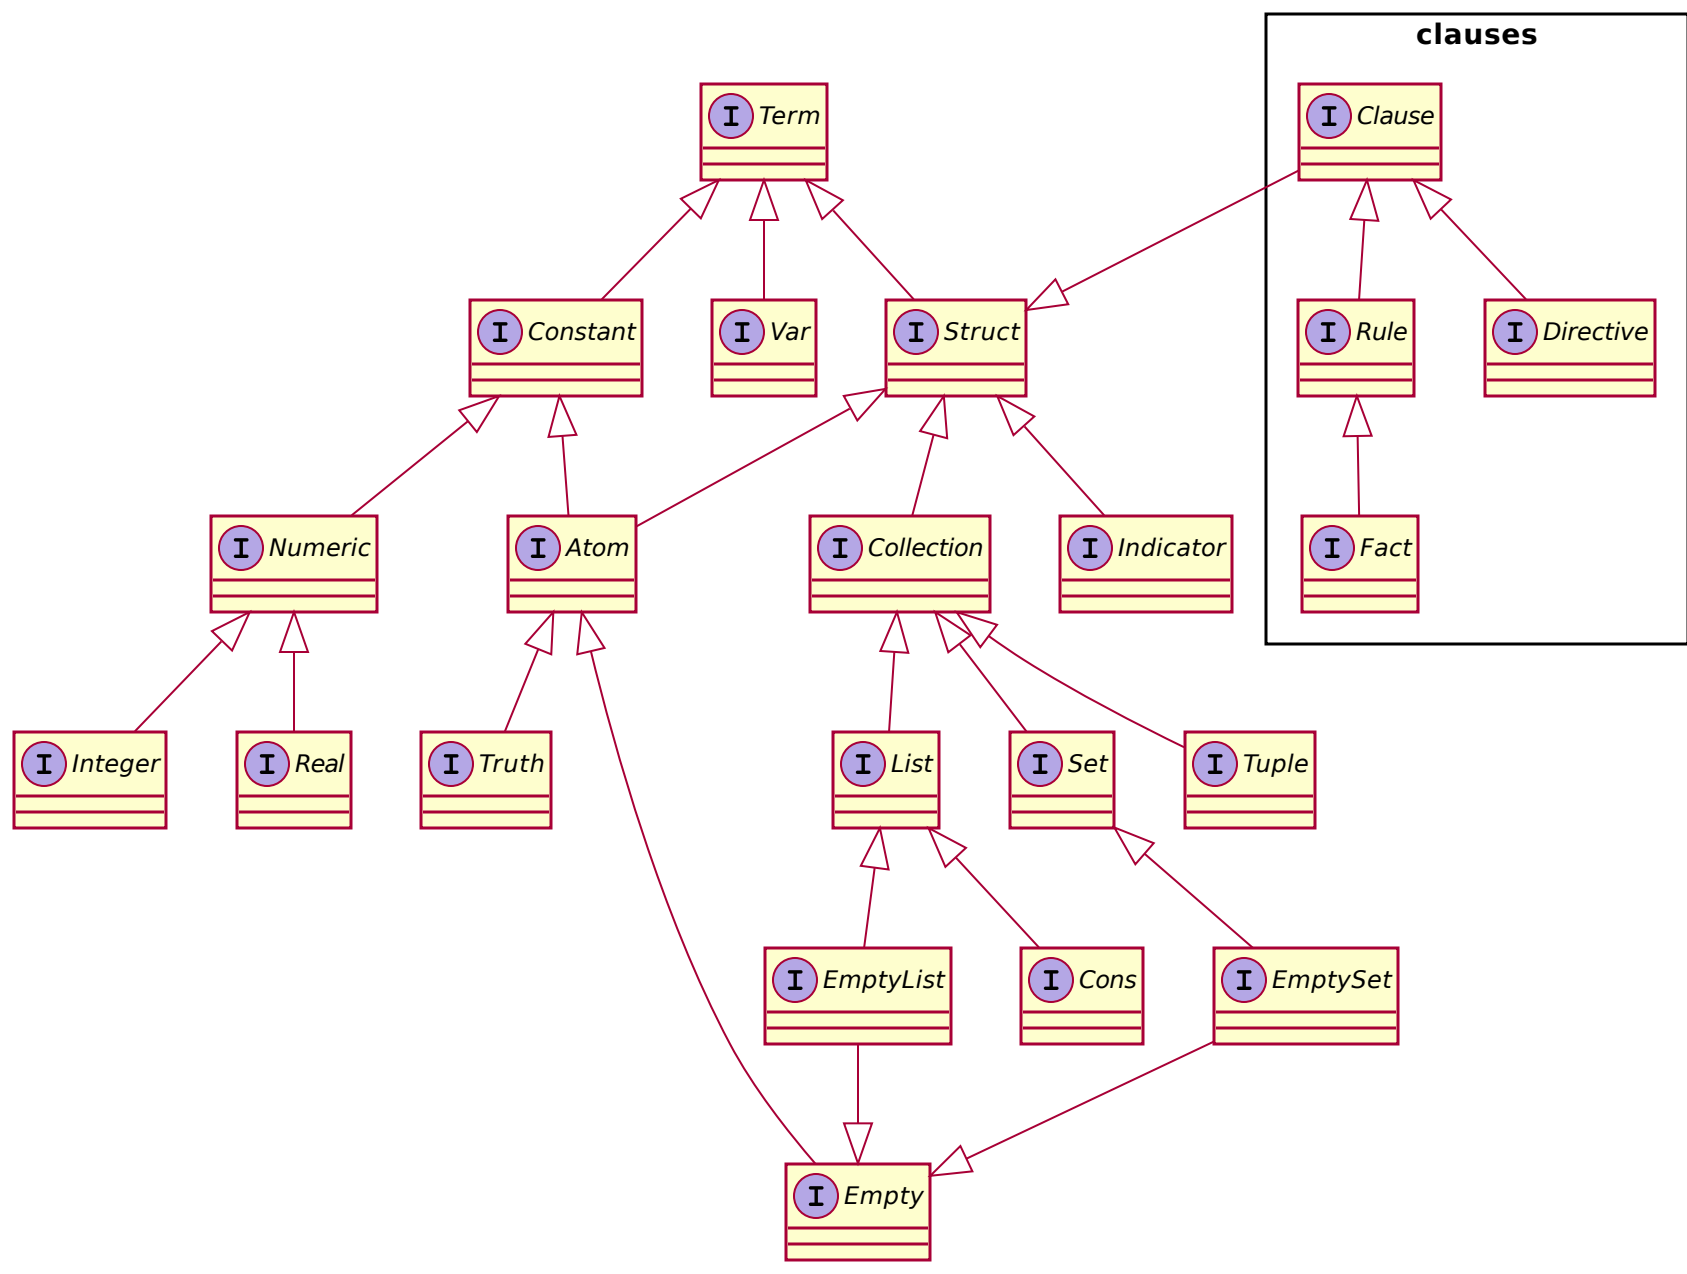 clauses
I Term
I Clause
I Constant
I Var
I Struct
I Rule
I Directive
I Numeric
I Atom
I Collection
I Indicator
I Fact
I Integer
I Real
I Truth
I List
I Set
I Tuple
I EmptyList
I Cons
I EmptySet
I Empty